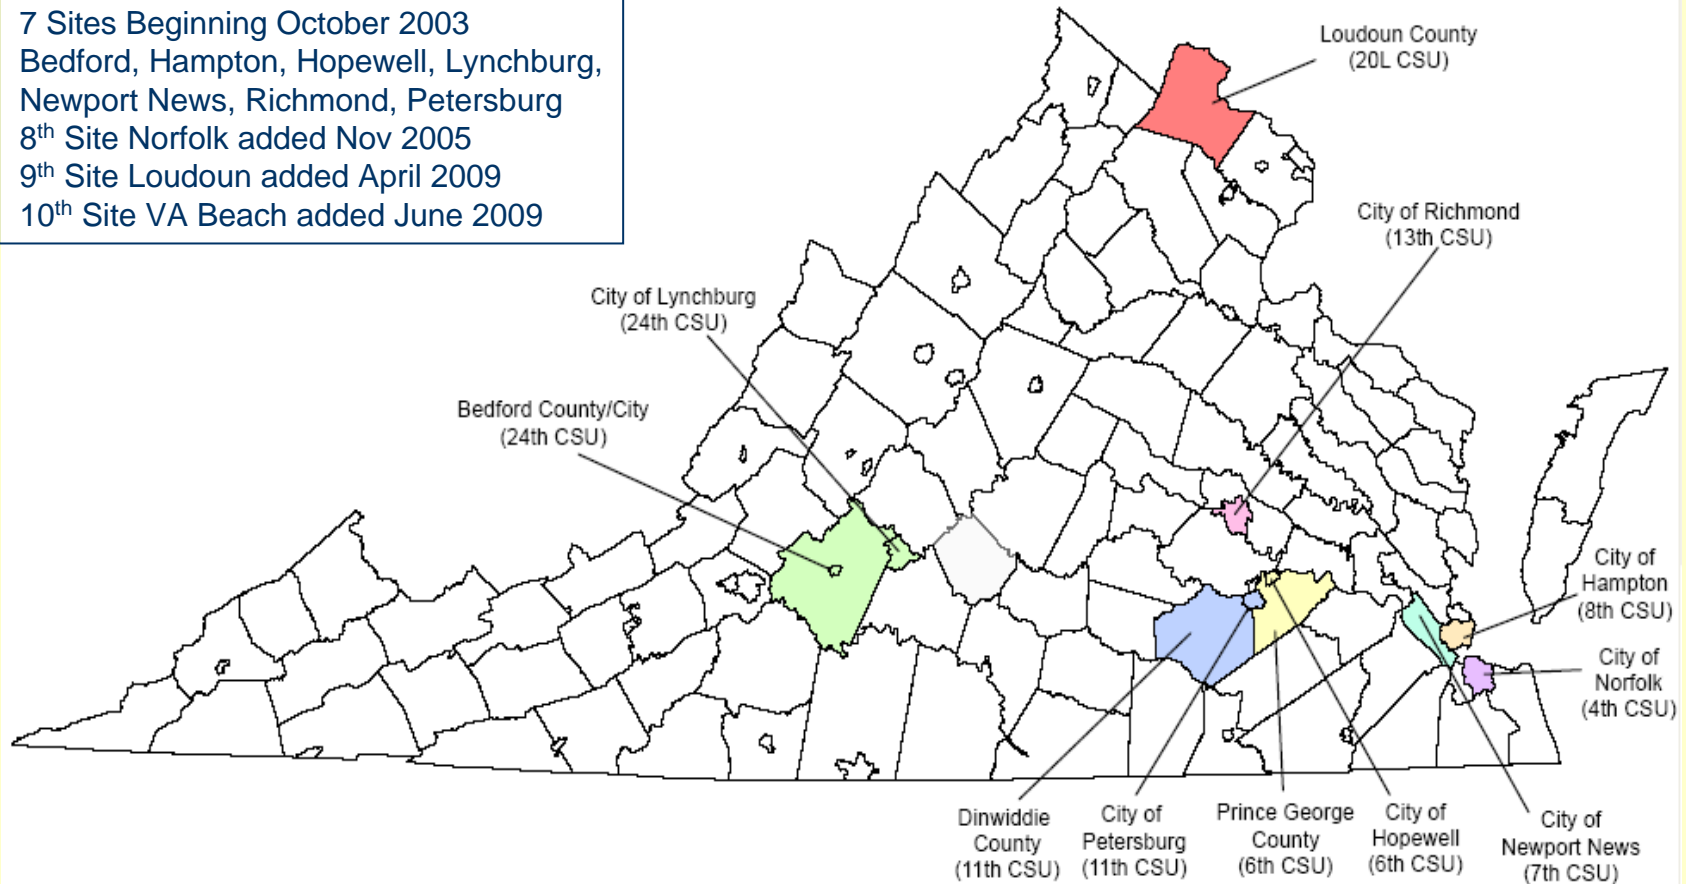 7 Sites Beginning October 2003
Bedford, Hampton, Hopewell, Lynchburg,
Newport News, Richmond, Petersburg
8th Site Norfolk added Nov 2005
9th Site Loudoun added April 2009
10th Site VA Beach added June 2009
Loudoun County
(20L CSU)
City of Richmond
(13th CSU)
City of Lynchburg
(24th CSU)
Bedford County/City
(24th CSU)
City of
Hampton
(8th CSU)
City of
Norfolk
(4th CSU)
Dinwiddie
County
(11th CSU)
City of
Petersburg
(11th CSU)
Prince George
County
(6th CSU)
City of
Hopewell
(6th CSU)
City of
Newport News
(7th CSU)